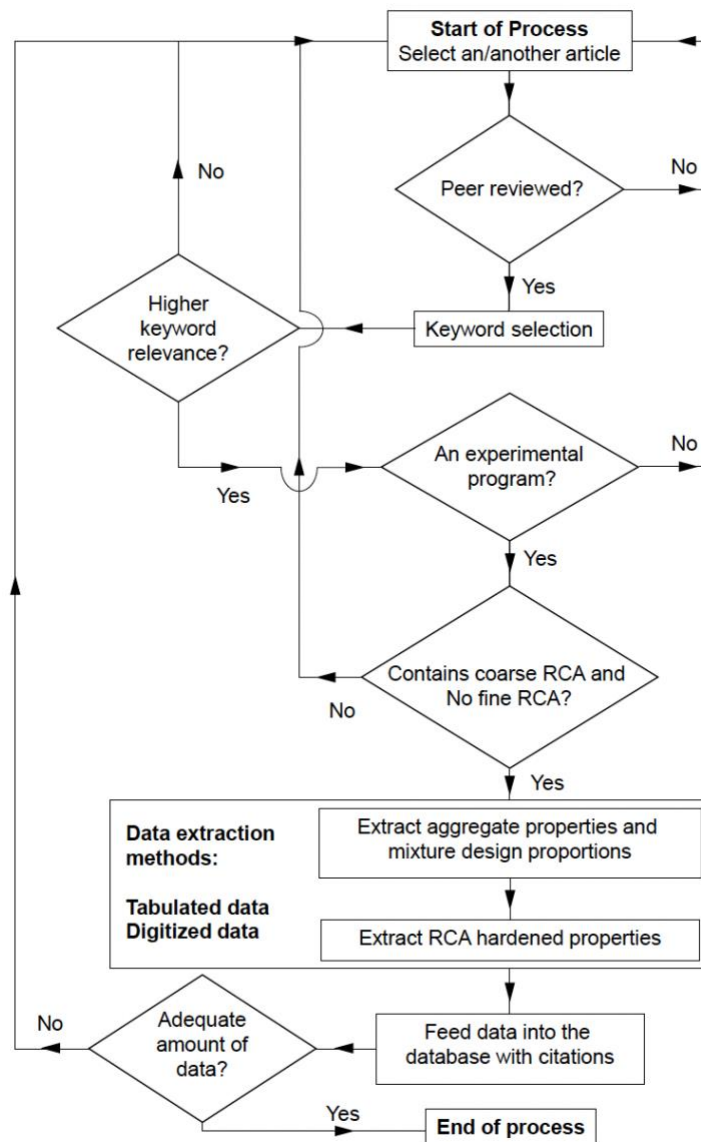 Start of Process
Select an/another article
Peer reviewed?
No
No
Yes
Higher
keyword
relevance?
Keyword selection
An experimental
program?
No
Yes
Yes
Contains coarse RCA and
No fine RCA?
No
Yes
Data extraction
methods:
Tabulated data
Digitized data
Extract aggregate properties and
mixture design proportions
Extract RCA hardened properties
Feed data into the
database with citations
Adequate
amount of
data?
No
Yes
End of process